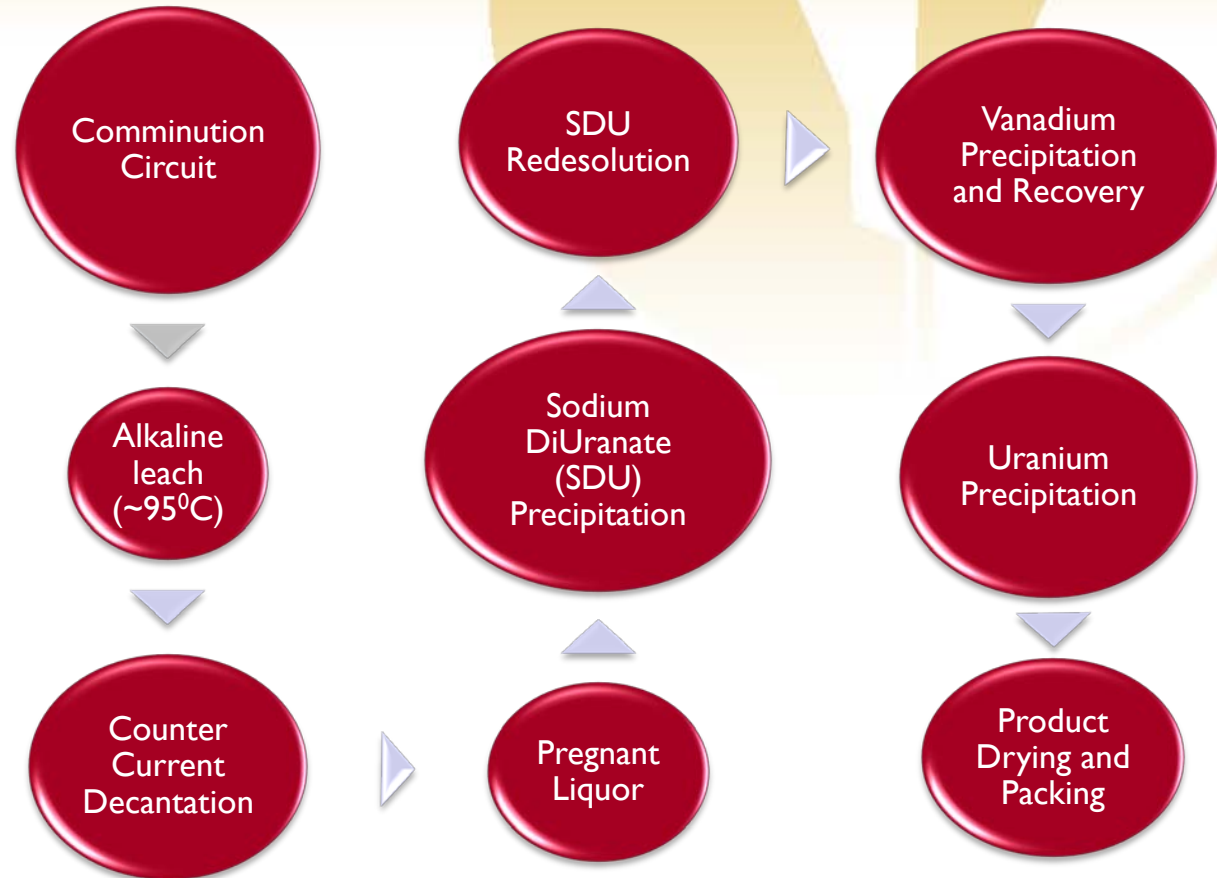 Comminution
Circuit
Alkaline
leach
(~95⁰C)
Counter
Current
Decantation
Pregnant
Liquor
Sodium
DiUranate
(SDU)
Precipitation
SDU
Redesolution
Vanadium
Precipitation
and Recovery
Uranium
Precipitation
Product
Drying and
Packing